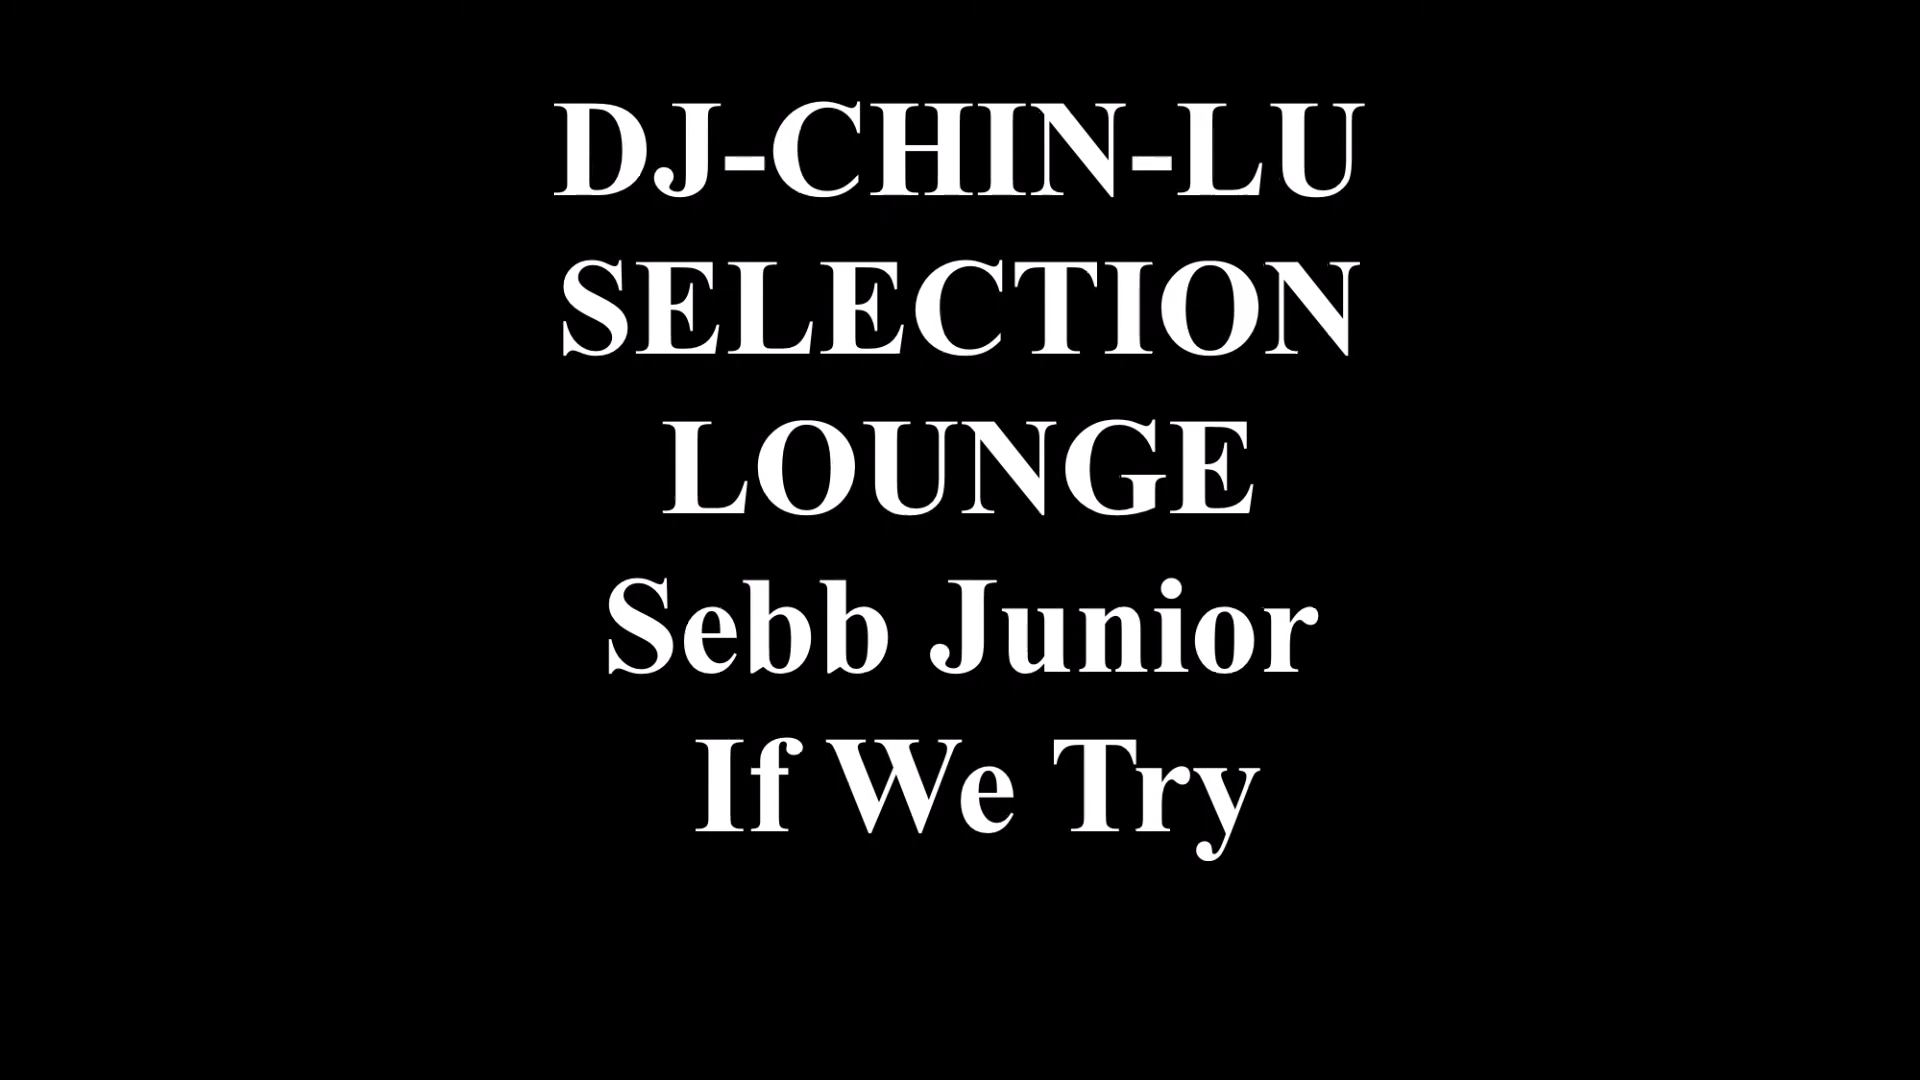 DJ-CHIN-LU
SELECTION
LOUNGE
Sebb Junior
If We Try